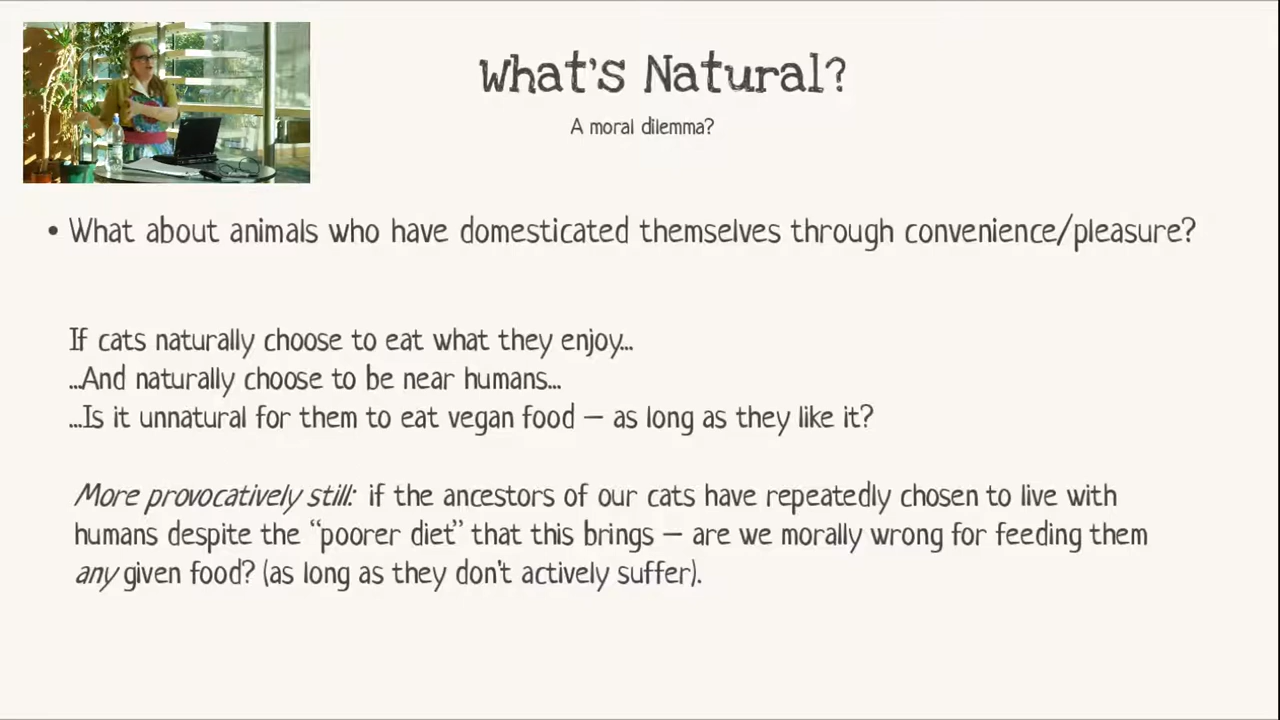 What's Natural?
A moral dilemma?
• What about animals who have domesticated themselves through convenience/pleasure?
If cats naturally choose to eat what they enjoy...
...And naturally choose to be near humans...
...Is it unnatural for them to eat vegan food – as long as they like it?
More provocatively still: if the ancestors of our cats have repeatedly chosen to live with
humans despite the “poorer diet” that this brings – are we morally wrong for feeding them
any given food? (as long as they don't actively suffer).